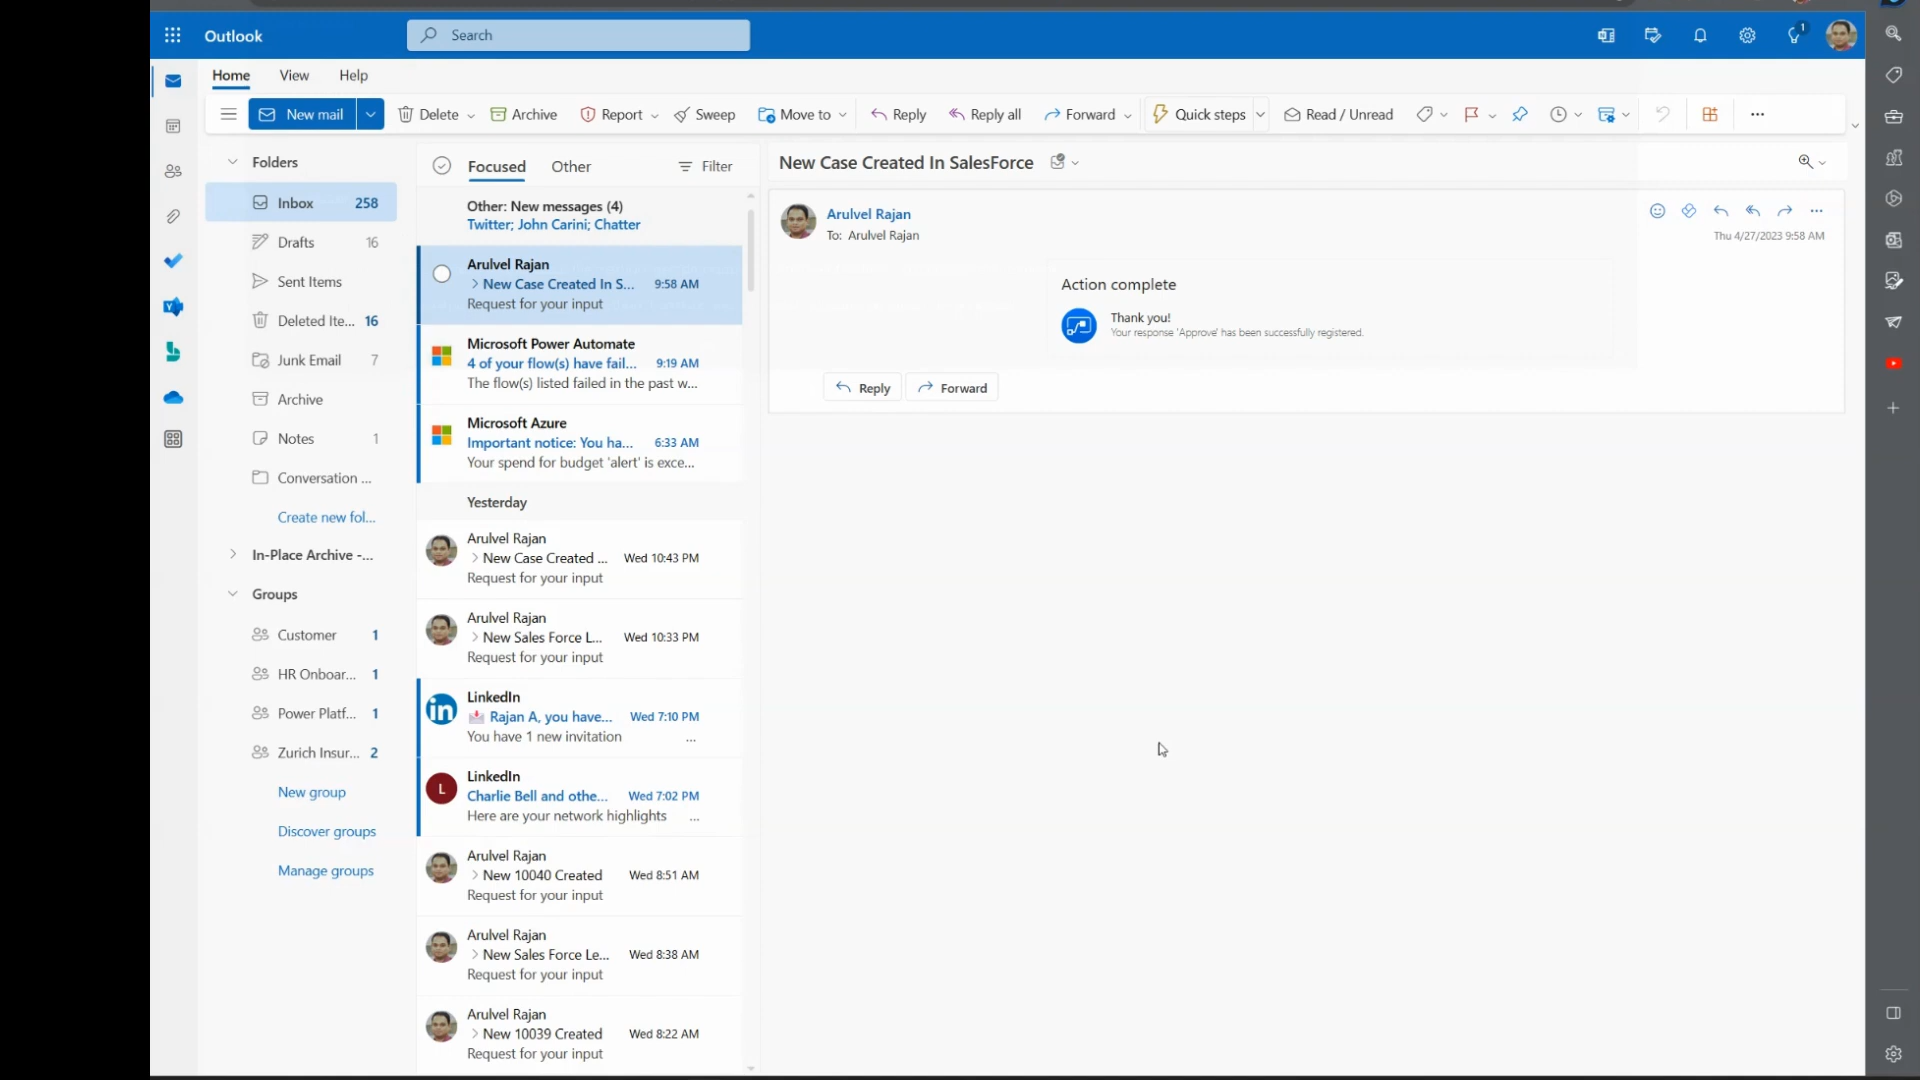 Outlook
Search
1
Home
View
Help
New mail
Delete
Archive
Report
Sweep
Move to
Reply
Reply all
Forward
Quick steps
Read / Unread
Folders
Inbox 258
Drafts 16
Sent Items
Deleted Ite... 16
Junk Email 7
Archive
Notes 1
Conversation ...
Create new fol...
In-Place Archive -...
Groups
Customer 1
HR Onboar... 1
Power Platf... 1
Zurich Insur... 2
New group
Discover groups
Manage groups
Focused
Other
Filter
Other: New messages (4)
Twitter; John Carini; Chatter
Arulvel Rajan
New Case Created In S... 9:58 AM
Request for your input
Microsoft Power Automate
4 of your flow(s) have fail... 9:19 AM
The flow(s) listed failed in the past w...
Microsoft Azure
Important notice: You ha... 6:33 AM
Your spend for budget 'alert' is exce...
Yesterday
Arulvel Rajan
New Case Created ... Wed 10:43 PM
Request for your input
Arulvel Rajan
New Sales Force L... Wed 10:33 PM
Request for your input
in
LinkedIn
Rajan A, you have... Wed 7:10 PM
You have 1 new invitation ...
L
LinkedIn
Charlie Bell and othe... Wed 7:02 PM
Here are your network highlights ...
Arulvel Rajan
New 10040 Created Wed 8:51 AM
Request for your input
Arulvel Rajan
New Sales Force Le... Wed 8:38 AM
Request for your input
Arulvel Rajan
New 10039 Created Wed 8:22 AM
Request for your input
New Case Created In SalesForce
Arulvel Rajan
To: Arulvel Rajan
Thu 4/27/2023 9:58 AM
Action complete
Thank you!
Your response 'Approve' has been successfully registered.
Reply
Forward